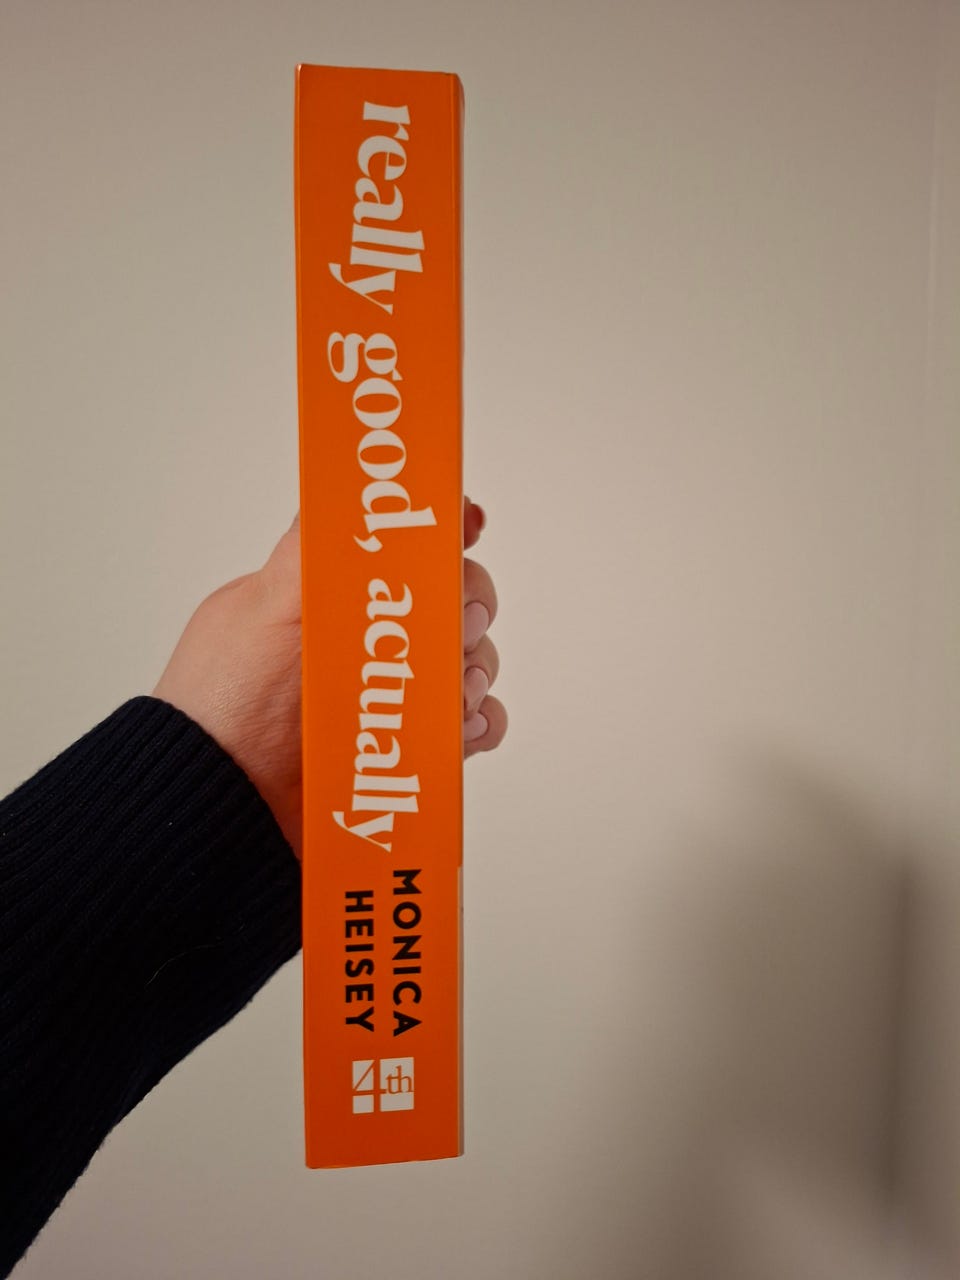 really good, actually
MONICA
HEISEY
4th